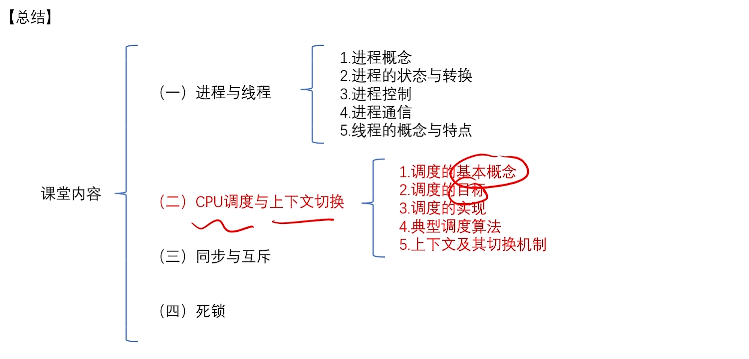 【总结】
课堂内容
（一）进程与线程
1.进程概念
2.进程的状态与转换
3.进程控制
4.进程通信
5.线程的概念与特点
（二）CPU调度与上下文切换
1.调度的基本概念
2.调度的目标
3.调度的实现
4.典型调度算法
5.上下文及其切换机制
（三）同步与互斥
（四）死锁